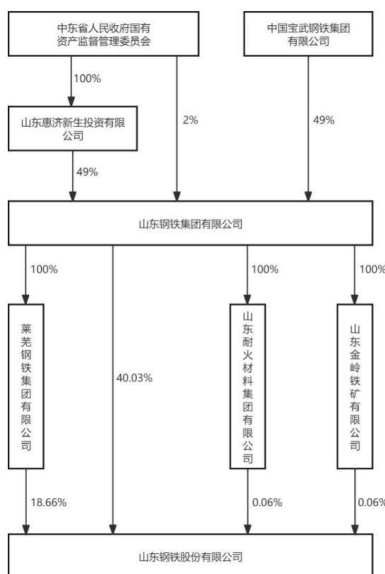 中东省人民政府国有
资产监督管理委员会
中国宝武钢铁集团
有限公司
100%
山东惠济新生投资有限
公司
2%
49%
49%
山东钢铁集团有限公司
100%
100%
100%
莱芜钢铁集团有限公司
40.03%
山东耐火材料集团有限公司
山东金岭铁矿有限公司
18.66%
0.06%
0.06%
山东钢铁股份有限公司